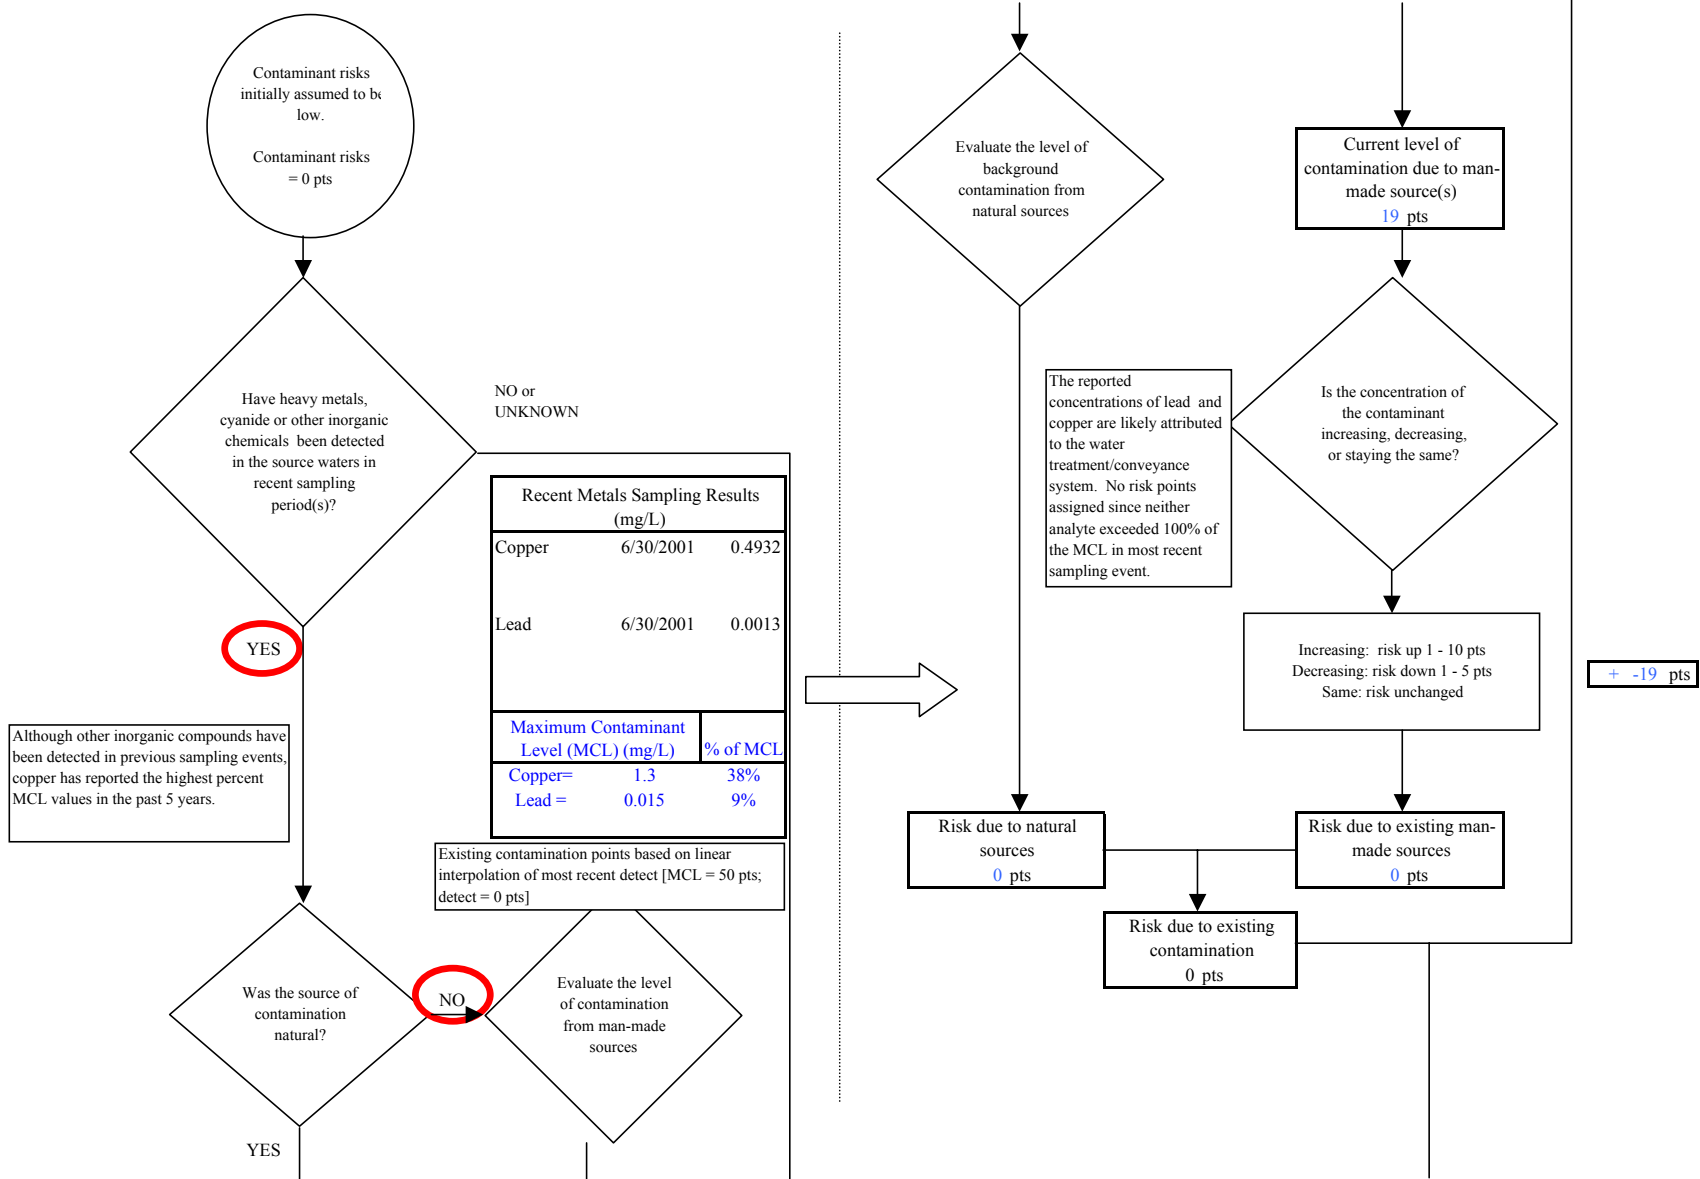 Contaminant risks
initially assumed to be
low.
Contaminant risks
= 0 pts
Have heavy metals,
cyanide or other inorganic
chemicals been detected
in the source waters in
recent sampling
period(s)?
NO or
UNKNOWN
YES
Recent Metals Sampling Results
(mg/L)
Copper 6/30/2001 0.4932
Lead 6/30/2001 0.0013
Maximum Contaminant
Level (MCL) (mg/L) % of MCL
Copper= 1.3 38%
Lead = 0.015 9%
Although other inorganic compounds have
been detected in previous sampling events,
copper has reported the highest percent
MCL values in the past 5 years.
Existing contamination points based on linear
interpolation of most recent detect [MCL = 50 pts;
detect = 0 pts]
Was the source of
contamination
natural?
NO
Evaluate the level
of contamination
from man-made
sources
YES
Evaluate the level of
background
contamination from
natural sources
Current level of
contamination due to man-
made source(s)
19 pts
The reported
concentrations of lead and
copper are likely attributed
to the water
treatment/conveyance
system. No risk points
assigned since neither
analyte exceeded 100% of
the MCL in most recent
sampling event.
Is the concentration of
the contaminant
increasing, decreasing,
or staying the same?
Increasing: risk up 1 - 10 pts
Decreasing: risk down 1 - 5 pts
Same: risk unchanged
+ -19 pts
Risk due to natural
sources
0 pts
Risk due to existing man-
made sources
0 pts
Risk due to existing
contamination
0 pts